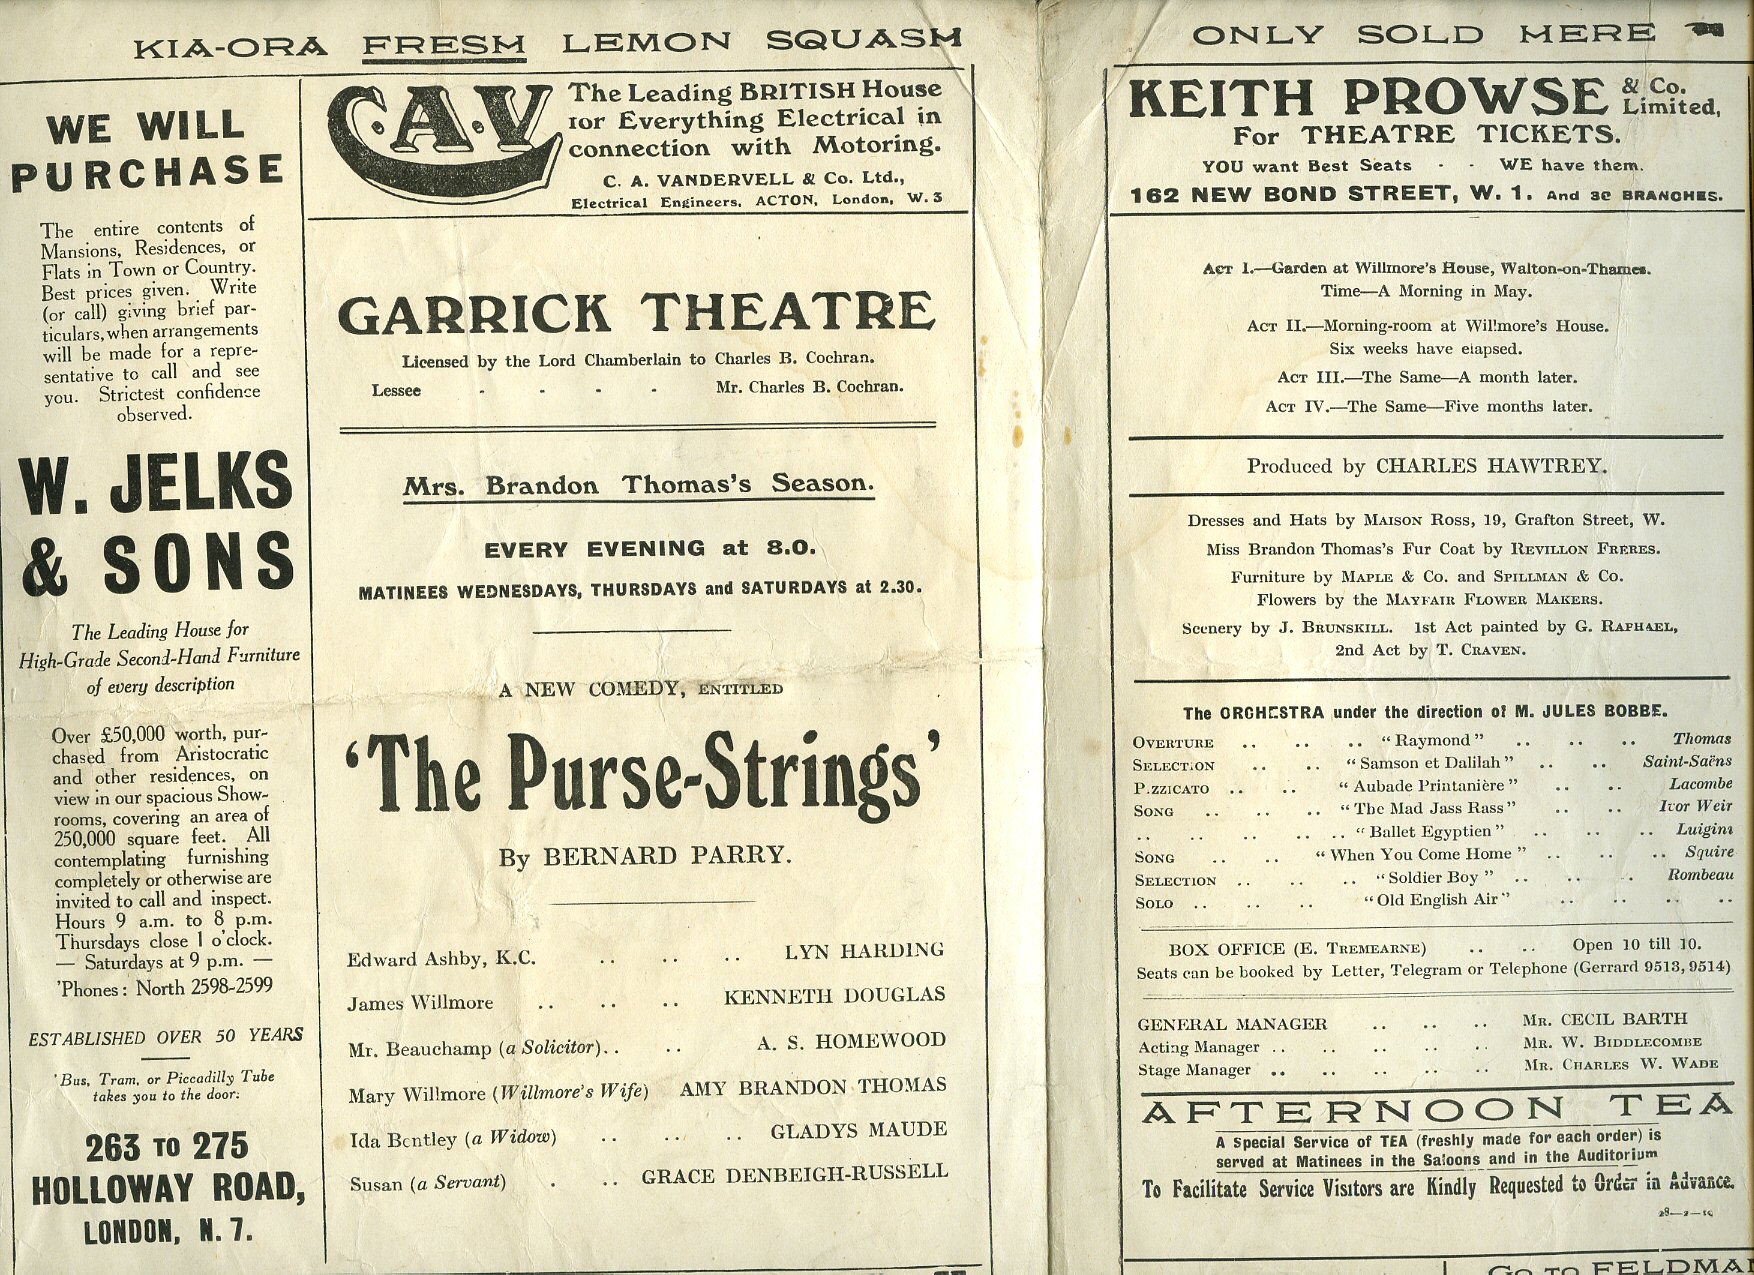 KIA-ORA FRESH LEMON SQUASH
WE WILL
PURCHASE
The entire contents of
Mansions, Residences, or
Flats in Town or Country.
Best prices given. Write
(or call) giving brief par-
ticulars, when arrangements
will be made for a repre-
sentative to call and see
you. Strictest confidence
observed.
W. JELKS
& SONS
The Leading House for
High-Grade Second-Hand Furniture
of every description
Over £50,000 worth, pur-
chased from Aristocratic
and other residences, on
view in our spacious Show-
rooms, covering an area of
250,000 square feet. All
contemplating furnishing
completely or otherwise are
invited to call and inspect.
Hours 9 a.m. to 8 p.m.
Thursdays close 1 o'clock.
— Saturdays at 9 p.m. —
'Phones: North 2598-2599
ESTABLISHED OVER 50 YEARS
'Bus, Tram, or Piccadilly Tube
takes you to the door:
263 TO 275
HOLLOWAY ROAD,
LONDON, N. 7.
C.A.V
The Leading BRITISH House
for Everything Electrical in
connection with Motoring.
C. A. VANDERVELL & Co. Ltd.,
Electrical Engineers, ACTON, London, W. 3
GARRICK THEATRE
Licensed by the Lord Chamberlain to Charles B. Cochran.
Lessee - - - - Mr. Charles B. Cochran.
Mrs. Brandon Thomas's Season.
EVERY EVENING at 8.0.
MATINEES WEDNESDAYS, THURSDAYS and SATURDAYS at 2.30.
A NEW COMEDY, ENTITLED
'The Purse-Strings'
By BERNARD PARRY.
Edward Ashby, K.C. .. .. .. LYN HARDING
James Willmore .. .. .. KENNETH DOUGLAS
Mr. Beauchamp (a Solicitor).. .. A. S. HOMEWOOD
Mary Willmore (Willmore's Wife) AMY BRANDON THOMAS
Ida Bentley (a Widow) .. .. .. GLADYS MAUDE
Susan (a Servant) . .. GRACE DENBEIGH-RUSSELL
ONLY SOLD HERE
KEITH PROWSE & Co. Limited,
For THEATRE TICKETS.
YOU want Best Seats - - WE have them.
162 NEW BOND STREET, W. 1. And 30 BRANCHES.
ACT I.—Garden at Willmore's House, Walton-on-Thames.
Time—A Morning in May.
ACT II.—Morning-room at Willmore's House.
Six weeks have elapsed.
ACT III.—The Same—A month later.
ACT IV.—The Same—Five months later.
Produced by CHARLES HAWTREY.
Dresses and Hats by MAISON ROSS, 19, Grafton Street, W.
Miss Brandon Thomas's Fur Coat by REVILLON FRERES.
Furniture by MAPLE & CO. and SPILLMAN & CO.
Flowers by the MAYFAIR FLOWER MAKERS.
Scenery by J. BRUNSKILL. 1st Act painted by G. RAPHAEL,
2nd Act by T. CRAVEN.
The ORCHESTRA under the direction of M. JULES BOBBE.
OVERTURE .. .. .. "Raymond" .. .. .. Thomas
SELECTION .. .. "Samson et Dalilah" .. .. Saint-Saëns
PIZZICATO .. .. "Aubade Printanière" .. .. Lacombe
SONG .. .. .. "The Mad Jass Rass" .. .. Ivor Weir
.. .. .. .. .. "Ballet Egyptien" .. .. .. Luigini
SONG .. .. "When You Come Home" .. .. .. Squire
SELECTION .. .. .. "Soldier Boy" .. .. . Rombeau
SOLO .. .. .. "Old English Air" .. .. .. ..
BOX OFFICE (E. TREMEARNE) .. .. Open 10 till 10.
Seats can be booked by Letter, Telegram or Telephone (Gerrard 9513, 9514)
GENERAL MANAGER .. .. .. MR. CECIL BARTH
Acting Manager .. .. .. .. .. MR. W. BIDDLECOMBE
Stage Manager .. .. .. .. .. MR. CHARLES W. WADE
AFTERNOON TEA
A Special Service of TEA (freshly made for each order) is
served at Matinees in the Saloons and in the Auditorium
To Facilitate Service Visitors are Kindly Requested to Order in Advance.
28—2—19
GO TO FELDMAN